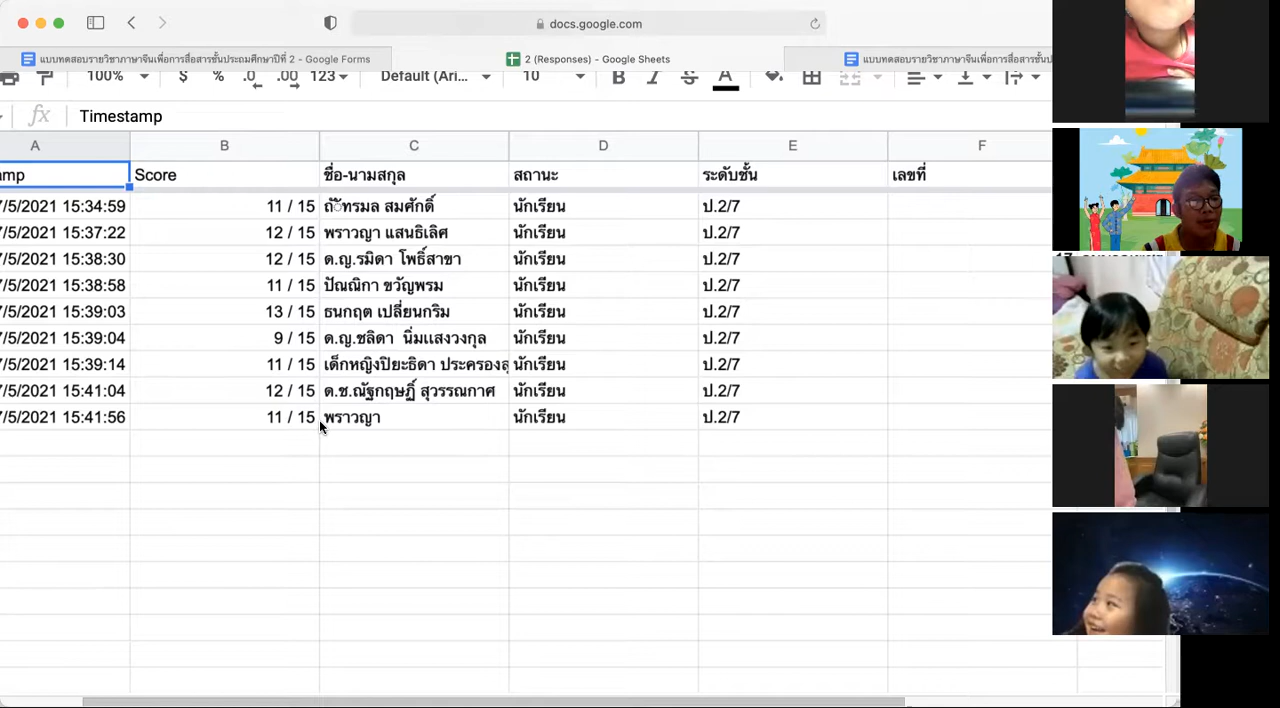 docs.google.com
แบบทดสอบรายวิชาภาษาจีนเพื่อการสื่อสารชั้นประถมศึกษาปีที่ 2 - Google Forms
2 (Responses) - Google Sheets
แบบทดสอบรายวิชาภาษาจีนเพื่อการสื่อสารชั้นป
100% $ % .0 .00 123 Default (Ari... 10 B I S A
fx Timestamp
A B C D E F
amp Score ชื่อ-นามสกุล สถานะ ระดับชั้น เลขที่
7/5/2021 15:34:59 11 / 15 สมศักดิ์ นักเรียน ป.2/7
7/5/2021 15:37:22 12 / 15 พราวญา แสนธิเลิศ นักเรียน ป.2/7
7/5/2021 15:38:30 12 / 15 ด.ญ.รมิดา โพธิ์สาขา นักเรียน ป.2/7
7/5/2021 15:38:58 11 / 15 ปัณณิกา ขวัญพรม นักเรียน ป.2/7
7/5/2021 15:39:03 13 / 15 ธนกฤต เปลี่ยนกริม นักเรียน ป.2/7
7/5/2021 15:39:04 9 / 15 ด.ญ.ชลิดา นิ่มแสงวงกุล นักเรียน ป.2/7
7/5/2021 15:39:14 11 / 15 เด็กหญิงปิยะธิดา ประครองสุ นักเรียน ป.2/7
7/5/2021 15:41:04 12 / 15 ด.ช.ณัฐกฤษฏิ์ สุวรรณกาศ นักเรียน ป.2/7
7/5/2021 15:41:56 11 / 15 พราวญา นักเรียน ป.2/7